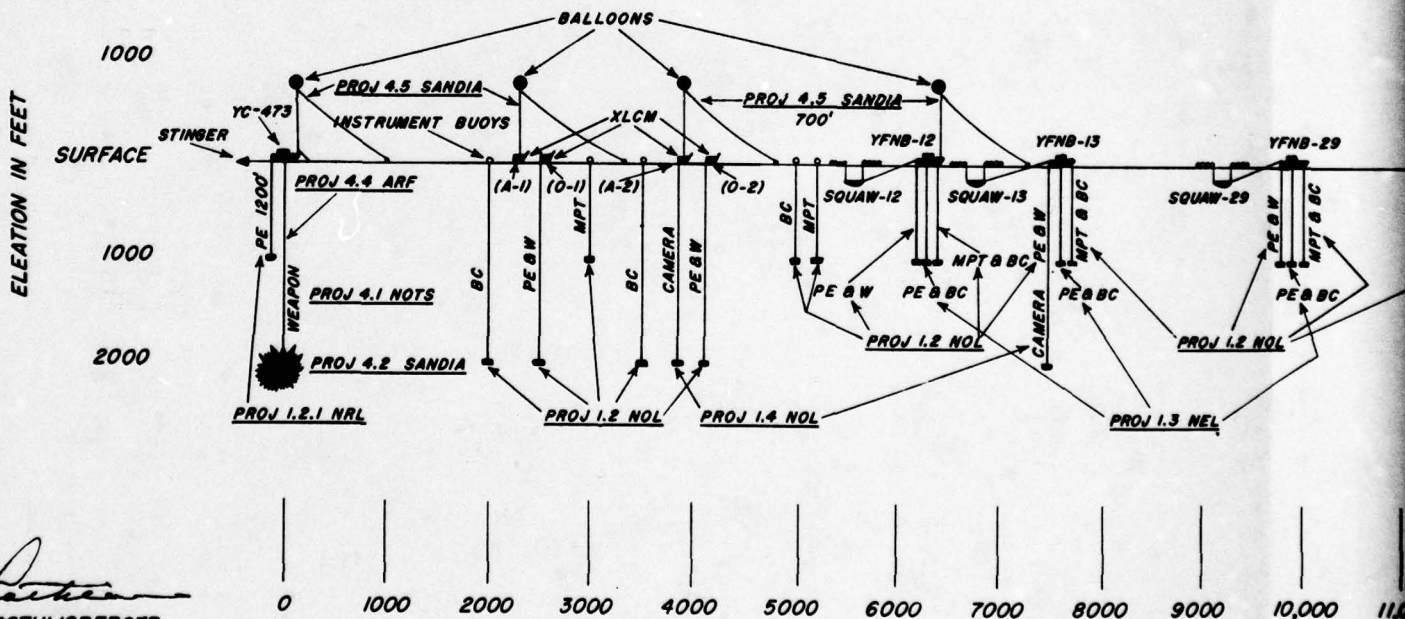 BALLOONS
1000
PROJ 4.5 SANDIA
PROJ 4.5 SANDIA
700'
YC-473
INSTRUMENT BUOYS
XLCM
YFNB-12
YFNB-13
YFNB-29
STINGER
SURFACE
ELEATION IN FEET
PROJ 4.4 ARF
(A-1)
(O-1)
(A-2)
(O-2)
SQUAW-12
SQUAW-13
SQUAW-29
PE 1200'
WEAPON
BC
PE & W
MPT
BC
CAMERA
PE & W
BC
MPT
PE & W
MPT & BC
PE & W
MPT & BC
1000
PE & W
PE & BC
MPT & BC
CAMERA
PE & BC
PE & BC
PROJ 4.1 NOTS
2000
PROJ 4.2 SANDIA
PROJ 1.2 NOL
PROJ 1.2 NOL
PROJ 1.2.1 NRL
PROJ 1.2 NOL
PROJ 1.4 NOL
PROJ 1.3 NEL
0
1000
2000
3000
4000
5000
6000
7000
8000
9000
10,000